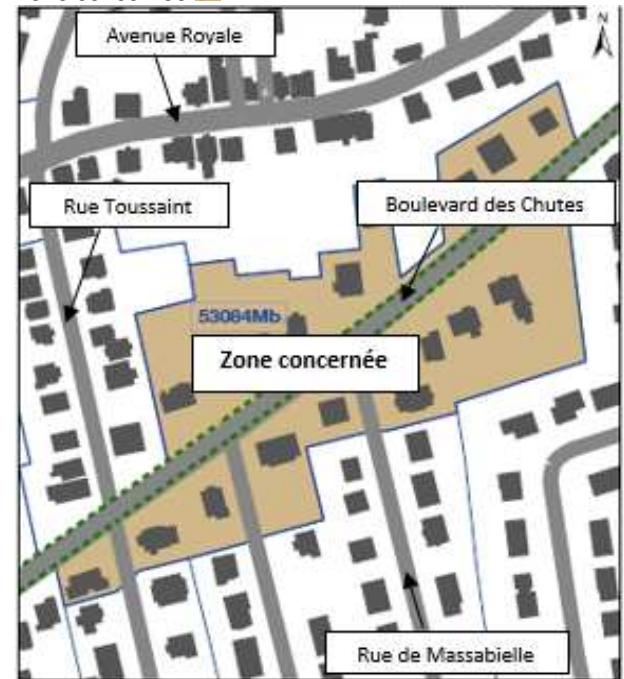 Avenue Royale
N
Rue Toussaint
Boulevard des Chutes
53084Mb
Zone concernée
Rue de Massabielle